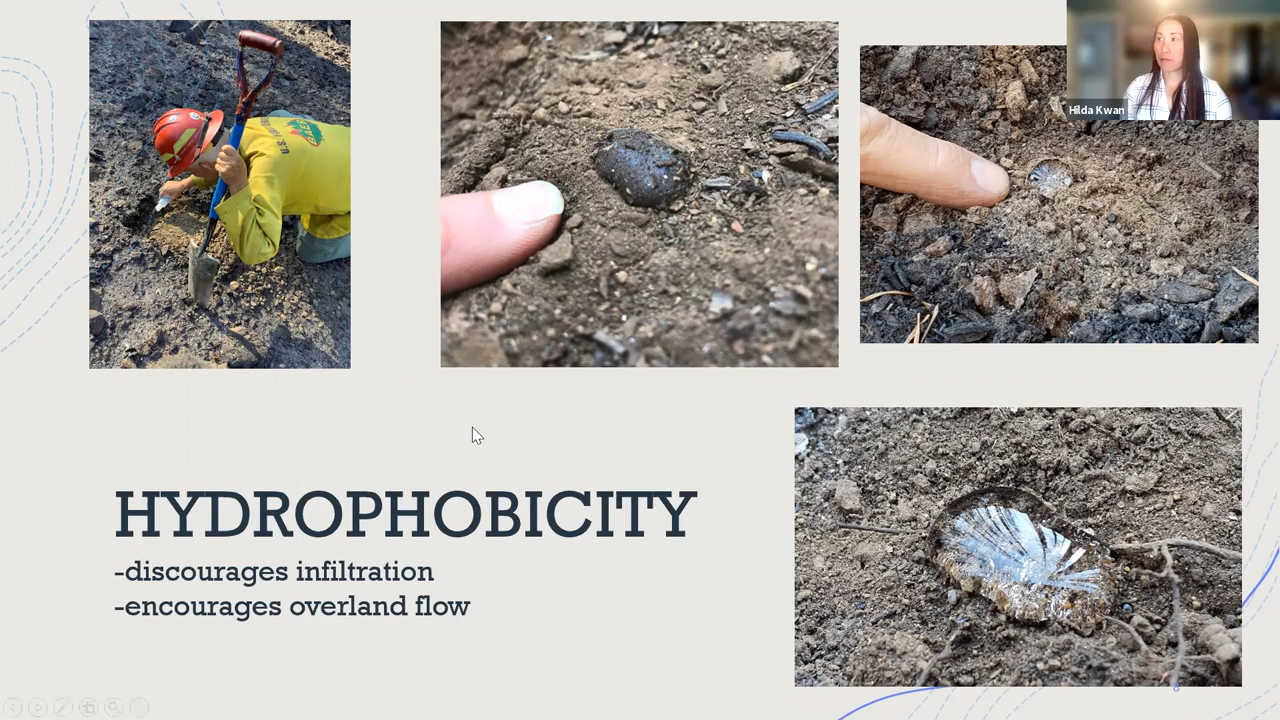 Hilda Kwan
HYDROPHOBICITY
-discourages infiltration
-encourages overland flow